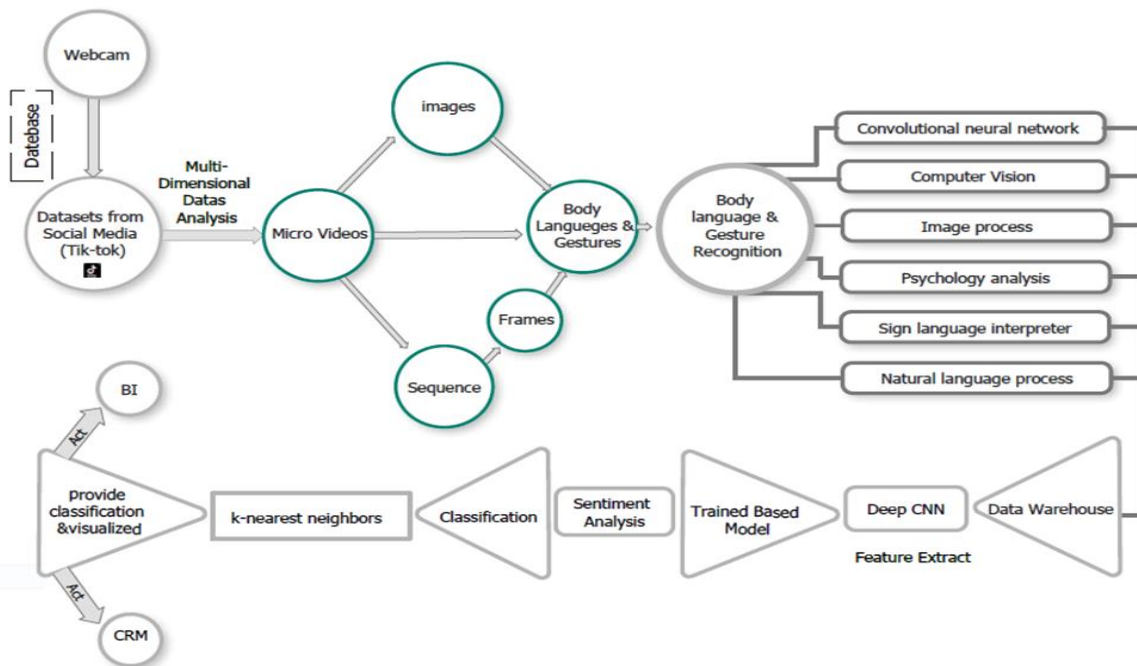 Webcam
Datebase
Datasets from
Social Media
(Tik-tok)
Multi-
Dimensional
Datas
Analysis
Micro Videos
images
Sequence
Frames
Body
Langueges &
Gestures
Body
language &
Gesture
Recognition
Convolutional neural network
Computer Vision
Image process
Psychology analysis
Sign language interpreter
Natural language process
BI
Act
provide
classification
&visualized
Act
CRM
k-nearest neighbors
Classification
Sentiment
Analysis
Trained Based
Model
Deep CNN
Feature Extract
Data Warehouse